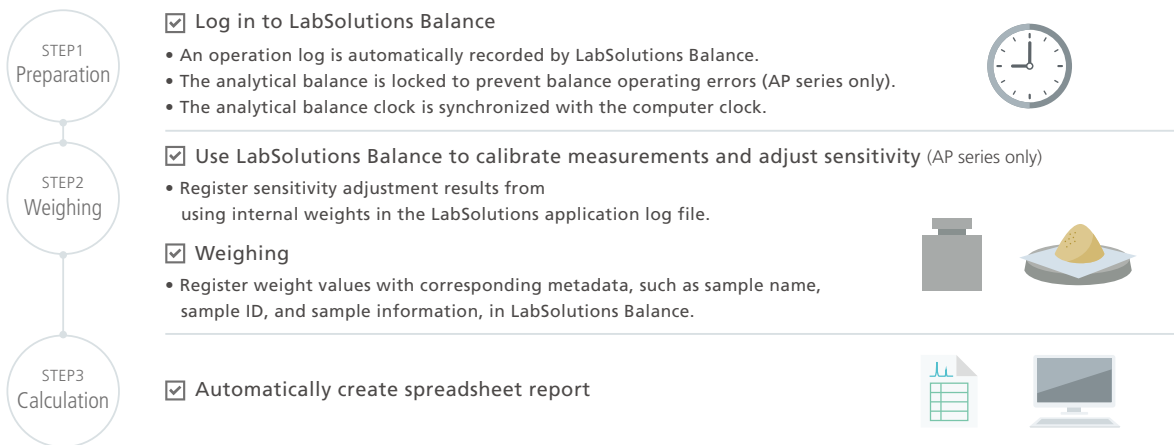 STEP1
Preparation
Log in to LabSolutions Balance
• An operation log is automatically recorded by LabSolutions Balance.
• The analytical balance is locked to prevent balance operating errors (AP series only).
• The analytical balance clock is synchronized with the computer clock.
STEP2
Weighing
Use LabSolutions Balance to calibrate measurements and adjust sensitivity (AP series only)
• Register sensitivity adjustment results from
using internal weights in the LabSolutions application log file.
Weighing
• Register weight values with corresponding metadata, such as sample name,
sample ID, and sample information, in LabSolutions Balance.
STEP3
Calculation
Automatically create spreadsheet report